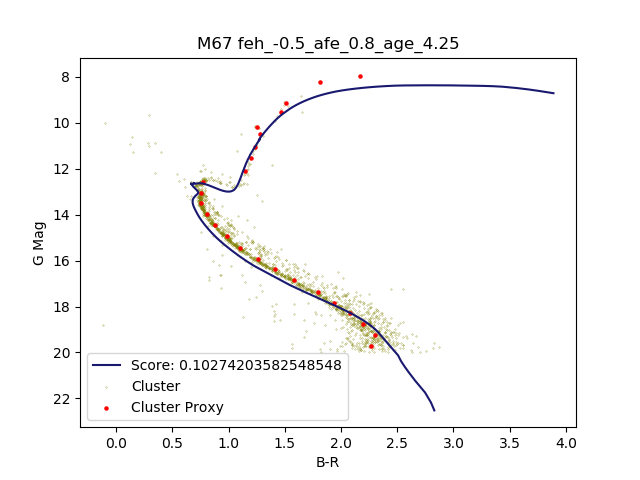 M67 feh_-0.5_afe_0.8_age_4.25
8
10
12
14
16
18
20
22
G Mag
Score: 0.10274203582548548
Cluster
Cluster Proxy
0.0 0.5 1.0 1.5 2.0 2.5 3.0 3.5 4.0
B-R